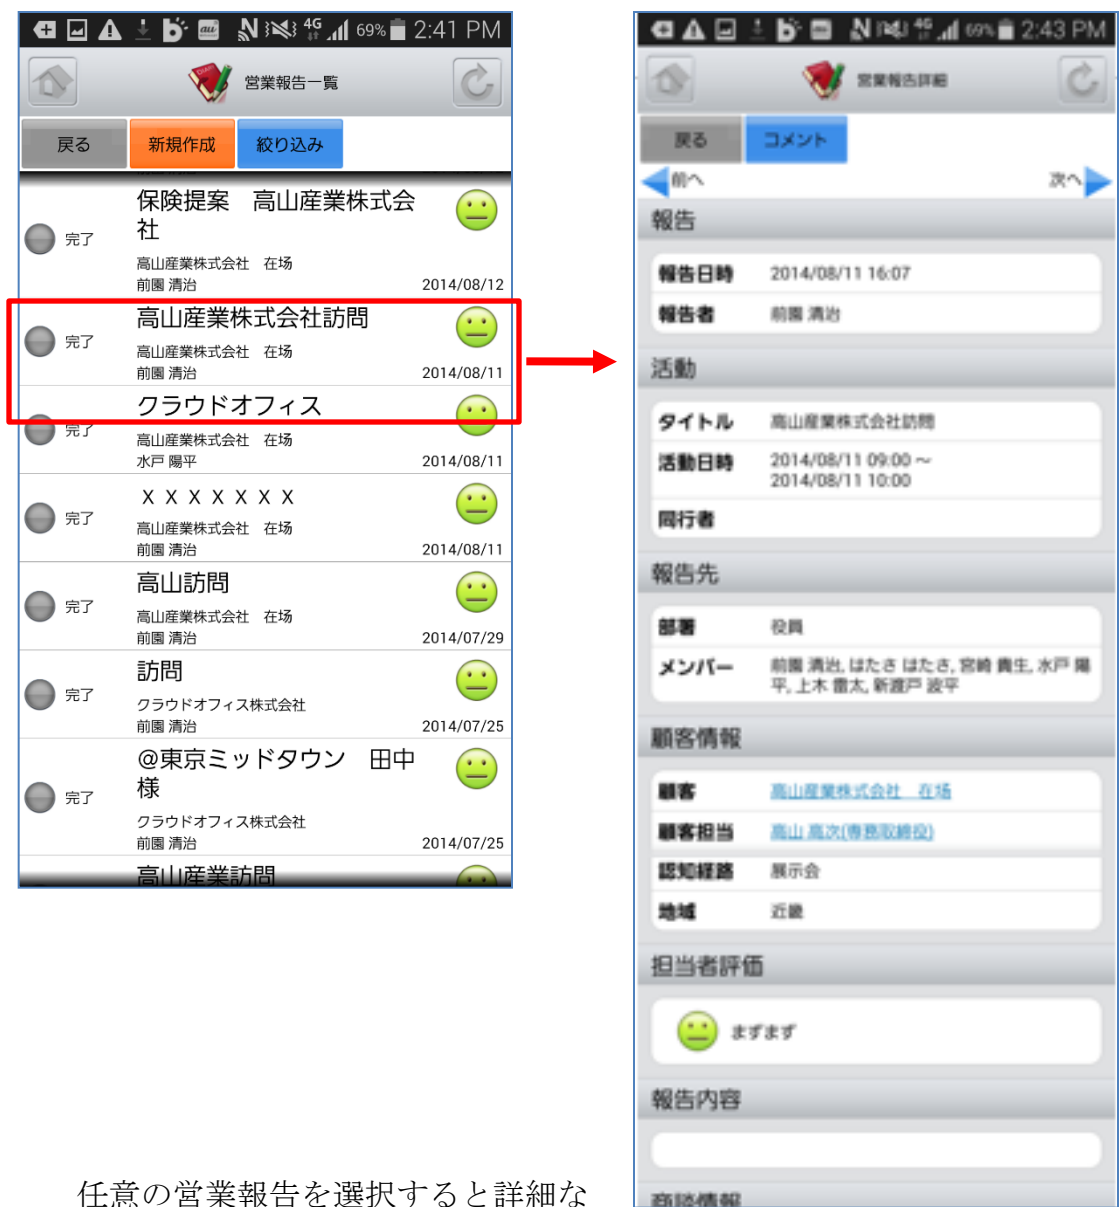 4G 69% 2:41 PM
営業報告一覧
戻る 新規作成 絞り込み
保険提案　高山産業株式会
社
完了
高山産業株式会社　在场
前園 清治 2014/08/12
高山産業株式会社訪問
完了
高山産業株式会社　在场
前園 清治 2014/08/11
クラウドオフィス
完了
高山産業株式会社　在场
水戸 陽平 2014/08/11
ＸＸＸＸＸＸＸ
完了
高山産業株式会社　在场
前園 清治 2014/08/11
高山訪問
完了
高山産業株式会社　在场
前園 清治 2014/07/29
訪問
完了
クラウドオフィス株式会社
前園 清治 2014/07/25
@東京ミッドタウン　田中
様
完了
クラウドオフィス株式会社
前園 清治 2014/07/25
高山産業訪問
任意の営業報告を選択すると詳細な
4G 69% 2:43 PM
営業報告詳細
戻る コメント
前へ 次へ
報告
報告日時 2014/08/11 16:07
報告者 前園 清治
活動
タイトル 高山産業株式会社訪問
活動日時 2014/08/11 09:00 ～
2014/08/11 10:00
同行者
報告先
部署 役員
メンバー 前園 清治, はたさ はたさ, 宮崎 貴生, 水戸 陽
平, 上木 雷太, 新渡戸 波平
顧客情報
顧客 高山産業株式会社　在场
顧客担当 高山 高次(専務取締役)
認知経路 展示会
地域 近畿
担当者評価
まずまず
報告内容
商談情報